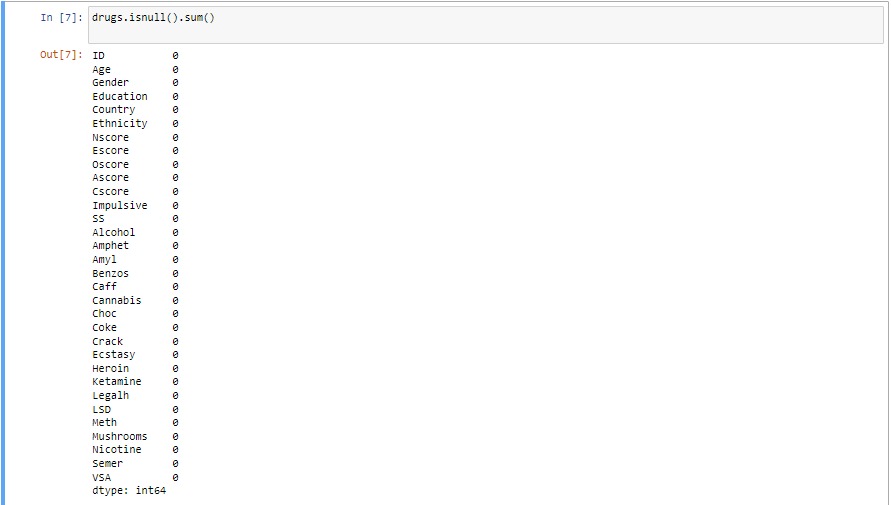 In [7]: drugs.isnull().sum()
Out[7]: ID 0
Age 0
Gender 0
Education 0
Country 0
Ethnicity 0
Nscore 0
Escore 0
Oscore 0
Ascore 0
Cscore 0
Impulsive 0
SS 0
Alcohol 0
Amphet 0
Amyl 0
Benzos 0
Caff 0
Cannabis 0
Choc 0
Coke 0
Crack 0
Ecstasy 0
Heroin 0
Ketamine 0
Legalh 0
LSD 0
Meth 0
Mushrooms 0
Nicotine 0
Semer 0
VSA 0
dtype: int64